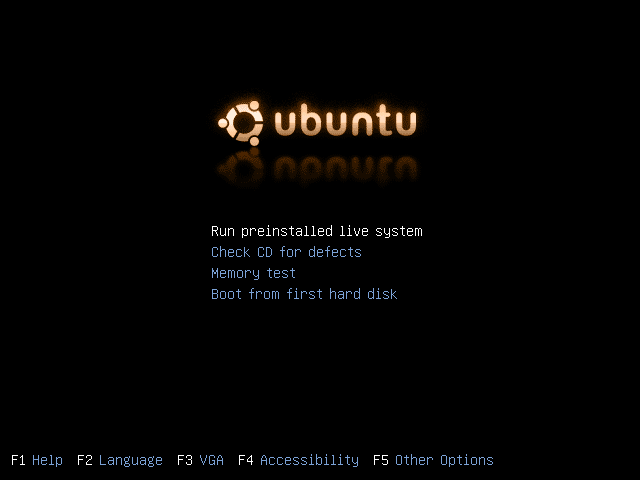 ubuntu
Run preinstalled live system
Check CD for defects
Memory test
Boot from first hard disk
F1 Help F2 Language F3 VGA F4 Accessibility F5 Other Options